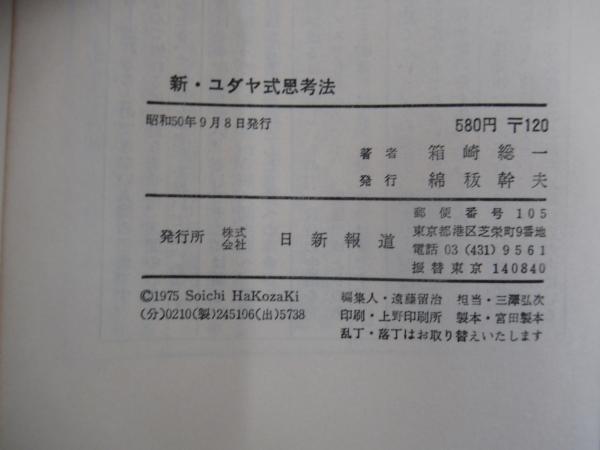 新・ユダヤ式思考法
昭和50年9月8日発行
580円 〒120
著者 箱崎総一
発行 綿秡幹夫
発行所 株式会社 日新報道
郵便番号105
東京都港区芝栄町9番地
電話 03 (431) 9561
振替東京 140840
©1975 Soichi HaKozaKi
(分)0210(製)245106(出)5738
編集人・遠藤留治 担当・三澤弘次
印刷・上野印刷所 製本・宮田製本
乱丁・落丁はお取り替えいたします